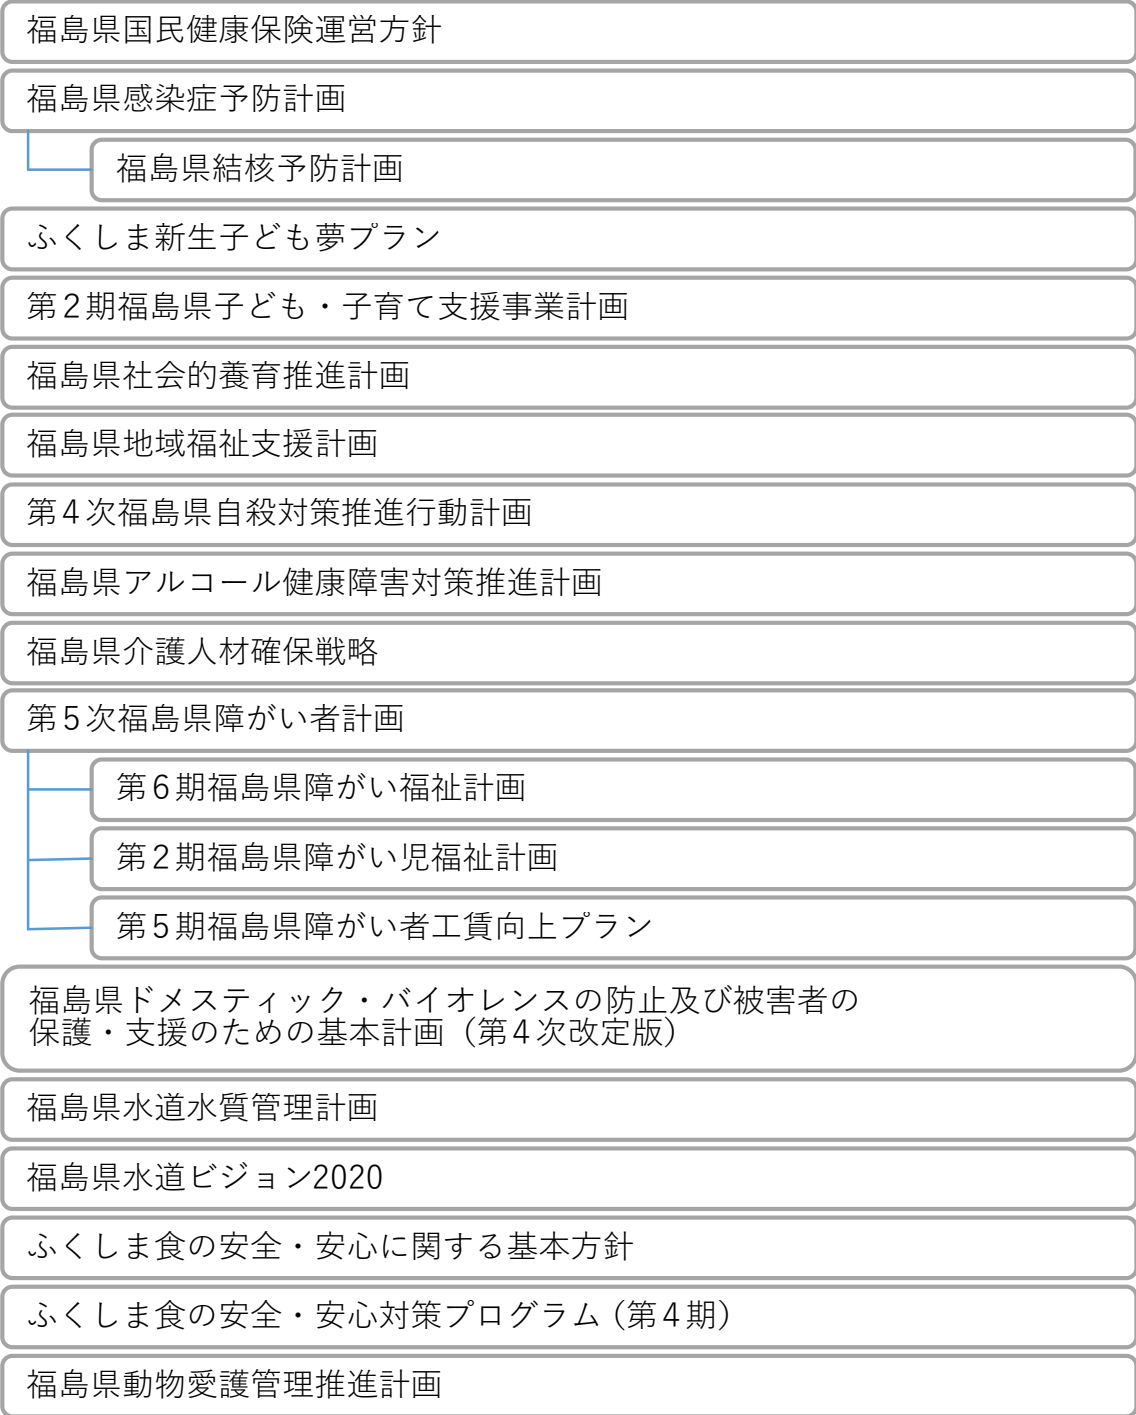 福島県国民健康保険運営方針
福島県感染症予防計画
福島県結核予防計画
ふくしま新生子ども夢プラン
第２期福島県子ども・子育て支援事業計画
福島県社会的養育推進計画
福島県地域福祉支援計画
第４次福島県自殺対策推進行動計画
福島県アルコール健康障害対策推進計画
福島県介護人材確保戦略
第５次福島県障がい者計画
第６期福島県障がい福祉計画
第２期福島県障がい児福祉計画
第５期福島県障がい者工賃向上プラン
福島県ドメスティック・バイオレンスの防止及び被害者の
保護・支援のための基本計画（第４次改定版）
福島県水道水質管理計画
福島県水道ビジョン2020
ふくしま食の安全・安心に関する基本方針
ふくしま食の安全・安心対策プログラム（第４期）
福島県動物愛護管理推進計画